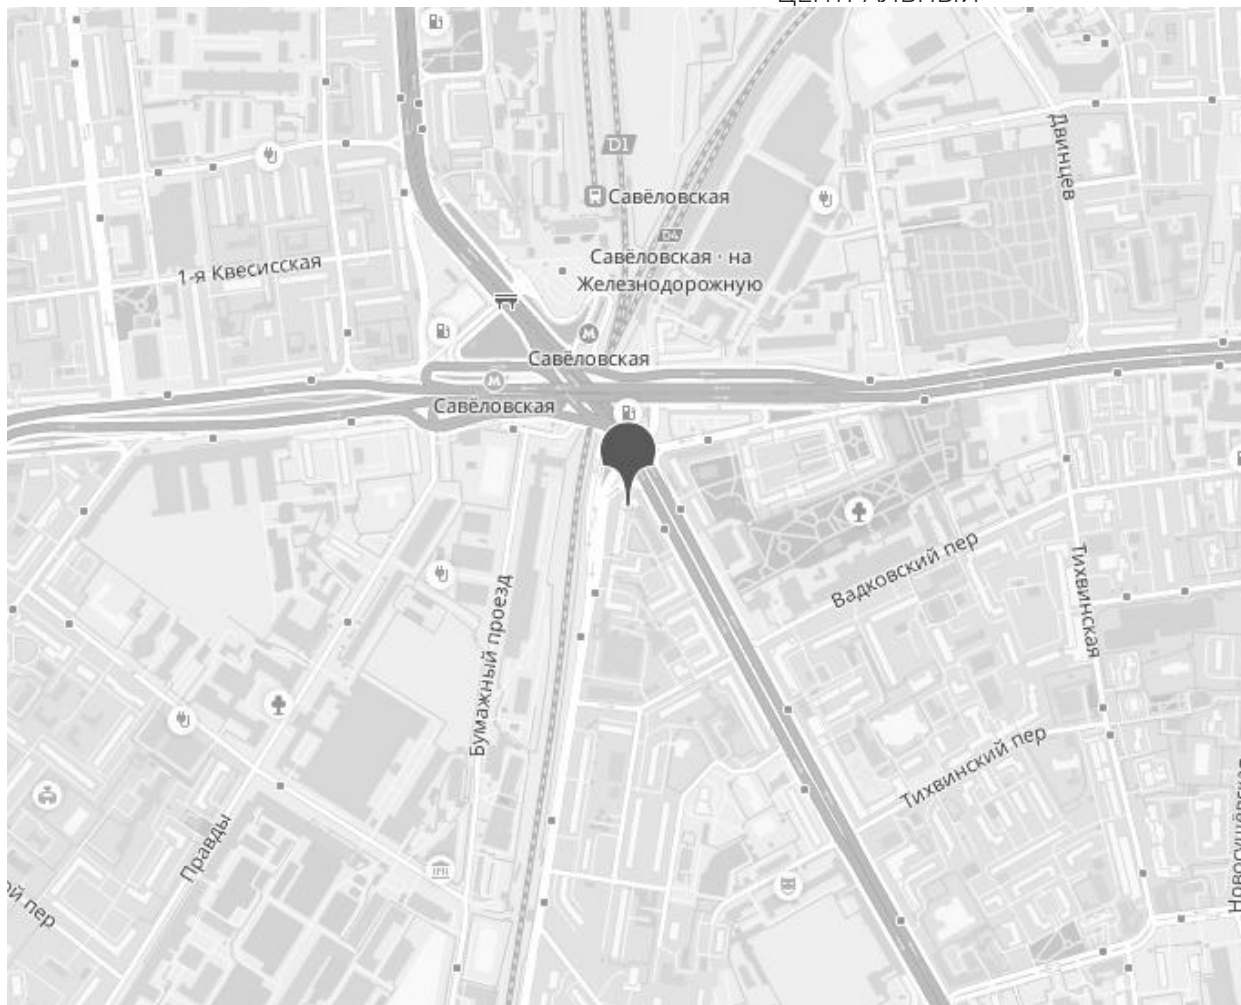 D1
Двинцев
Савёловская
D4
Савёловская · на
Железнодорожную
1-я Квесисская
Савёловская
Савёловская
Вадковский пер
Тихвинская
Бумажный проезд
Тихвинский пер
Правды
ой пер